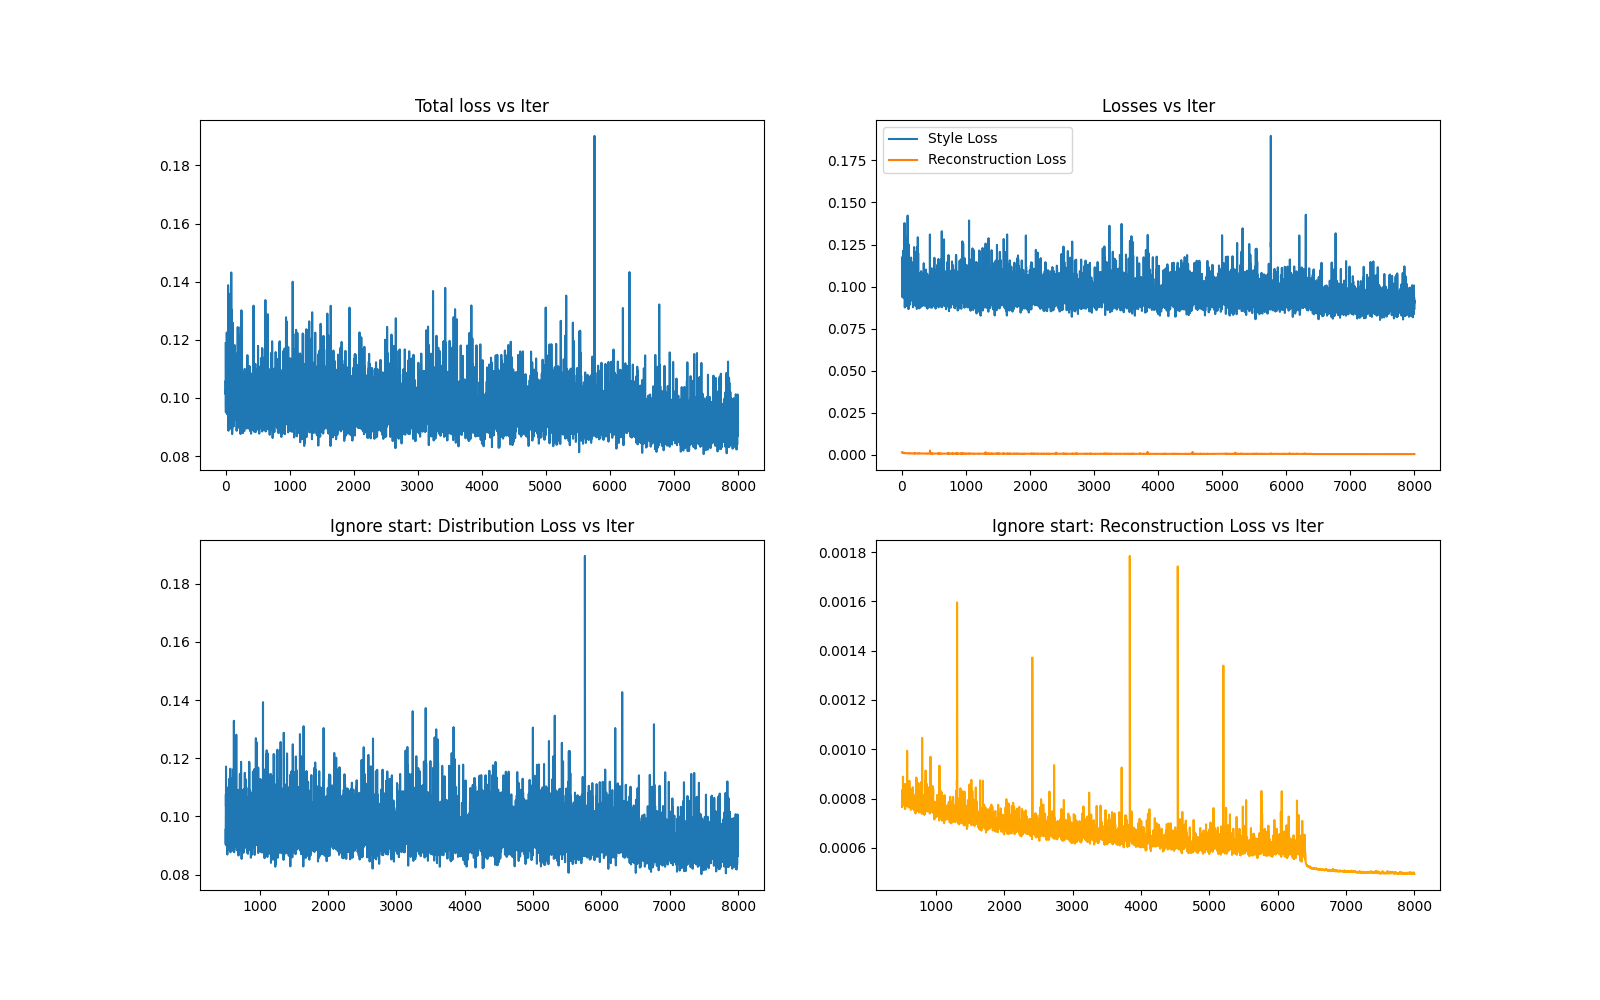 Total loss vs Iter
0.18
0.16
0.14
0.12
0.10
0.08
0 1000 2000 3000 4000 5000 6000 7000 8000
Losses vs Iter
Style Loss
Reconstruction Loss
0.175
0.150
0.125
0.100
0.075
0.050
0.025
0.000
0 1000 2000 3000 4000 5000 6000 7000 8000
Ignore start: Distribution Loss vs Iter
0.18
0.16
0.14
0.12
0.10
0.08
1000 2000 3000 4000 5000 6000 7000 8000
Ignore start: Reconstruction Loss vs Iter
0.0018
0.0016
0.0014
0.0012
0.0010
0.0008
0.0006
1000 2000 3000 4000 5000 6000 7000 8000